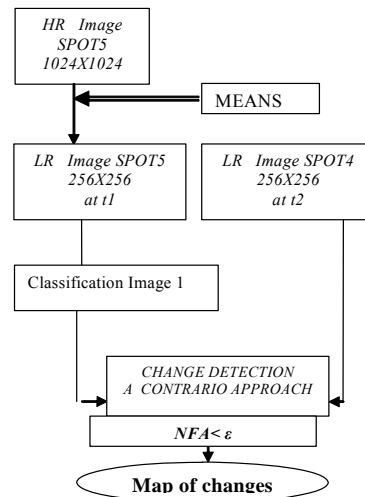 HR Image
SPOT5
1024X1024
MEANS
LR Image SPOT5
256X256
at t1
LR Image SPOT4
256X256
at t2
Classification Image 1
CHANGE DETECTION
A CONTRARIO APPROACH
NFA< ε
Map of changes